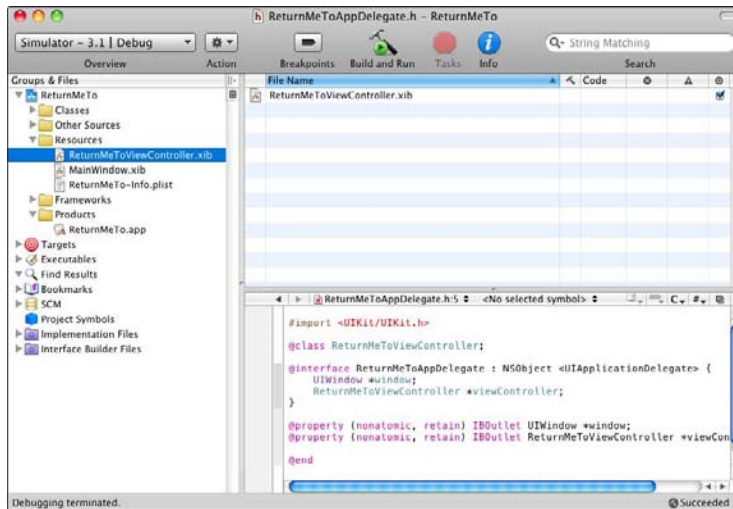 ReturnMeToAppDelegate.h – ReturnMeTo
Simulator – 3.1 | Debug
String Matching
Overview Action Breakpoints Build and Run Tasks Info Search
Groups & Files
ReturnMeTo
Classes
Other Sources
Resources
ReturnMeToViewController.xib
MainWindow.xib
ReturnMeTo-Info.plist
Frameworks
Products
ReturnMeTo.app
Targets
Executables
Find Results
Bookmarks
SCM
Project Symbols
Implementation Files
Interface Builder Files
File Name Code
ReturnMeToViewController.xib
ReturnMeToAppDelegate.h:5 <No selected symbol> C #
#import <UIKit/UIKit.h>
@class ReturnMeToViewController;
@interface ReturnMeToAppDelegate : NSObject <UIApplicationDelegate> {
UIWindow *window;
ReturnMeToViewController *viewController;
}
@property (nonatomic, retain) IBOutlet UIWindow *window;
@property (nonatomic, retain) IBOutlet ReturnMeToViewController *viewCon
@end
Debugging terminated. Succeeded